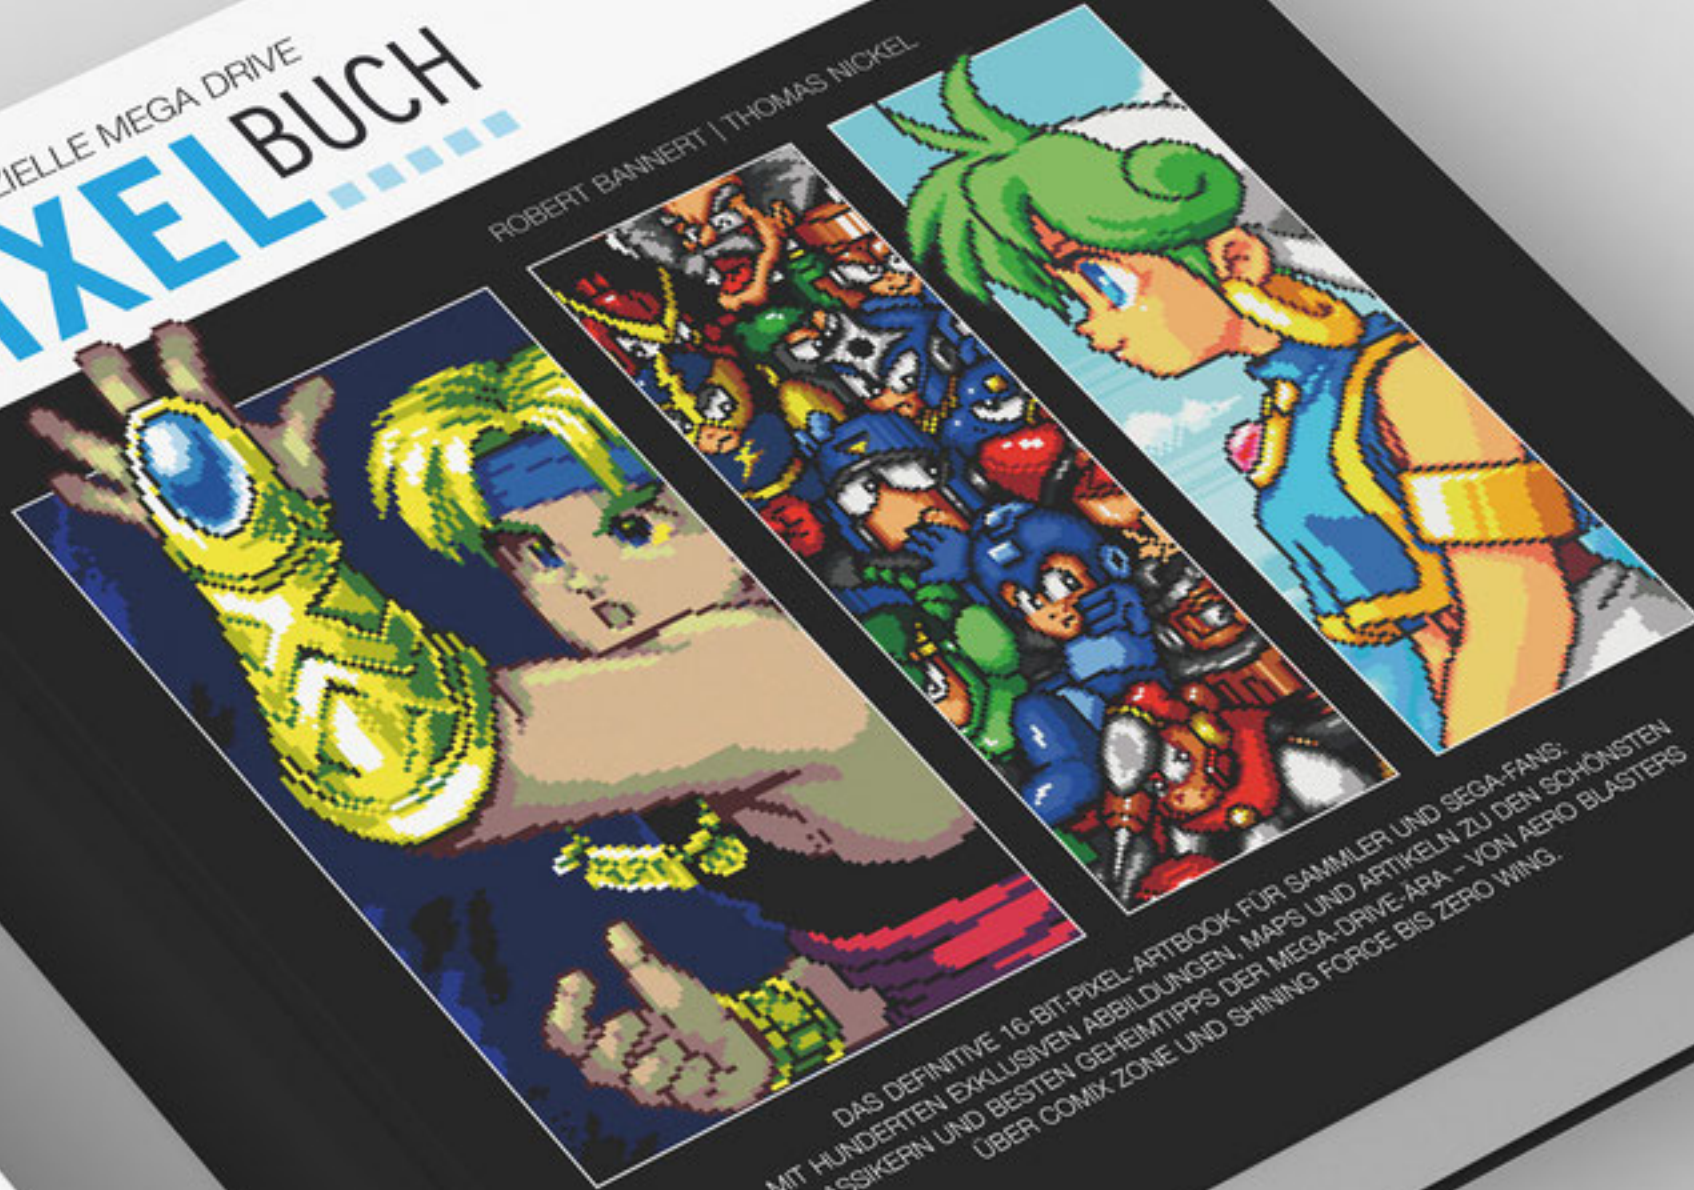 ZIELLE MEGA DRIVE
IXEL BUCH
ROBERT BANNERT | THOMAS NICKEL
DAS DEFINITIVE 16-BIT-PIXEL-ARTBOOK FÜR SAMMLER UND SEGA-FANS:
MIT HUNDERTEN EXKLUSIVEN ABBILDUNGEN, MAPS UND ARTIKELN ZU DEN SCHÖNSTEN
ASSIKERN UND BESTEN GEHEIMTIPPS DER MEGA-DRIVE-ÄRA – VON AERO BLASTERS
ÜBER COMIX ZONE UND SHINING FORCE BIS ZERO WING.